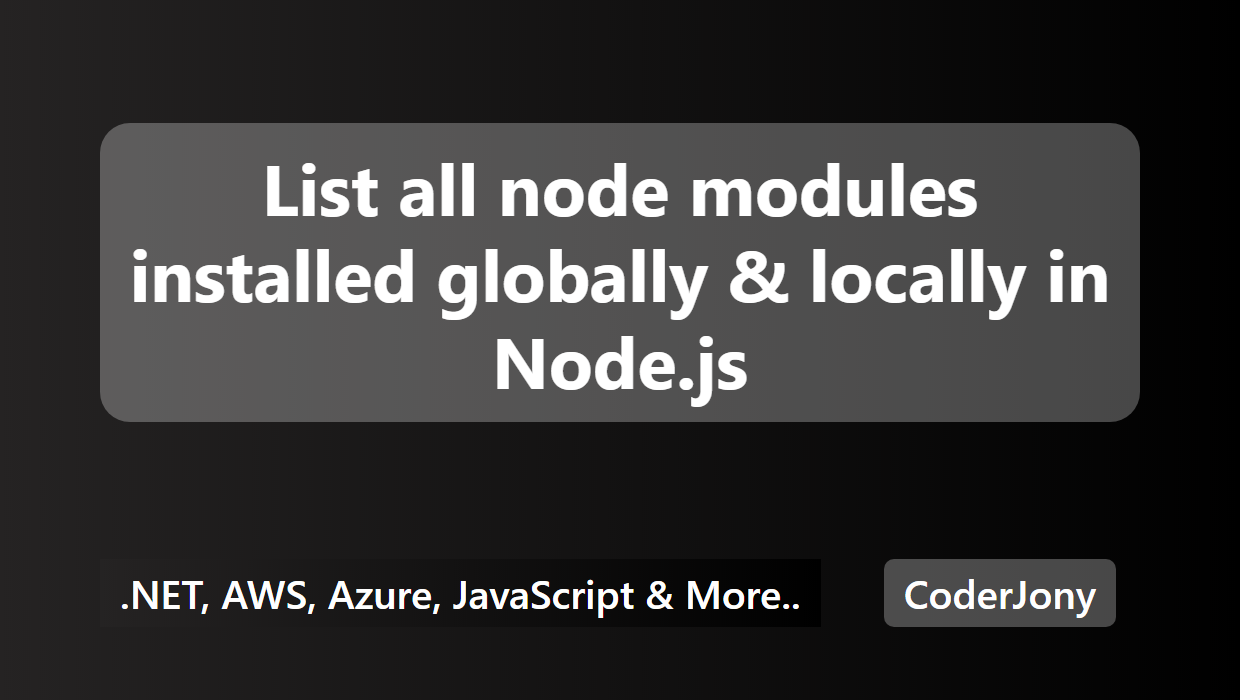 List all node modules
installed globally & locally in
Node.js
.NET, AWS, Azure, JavaScript & More..
CoderJony